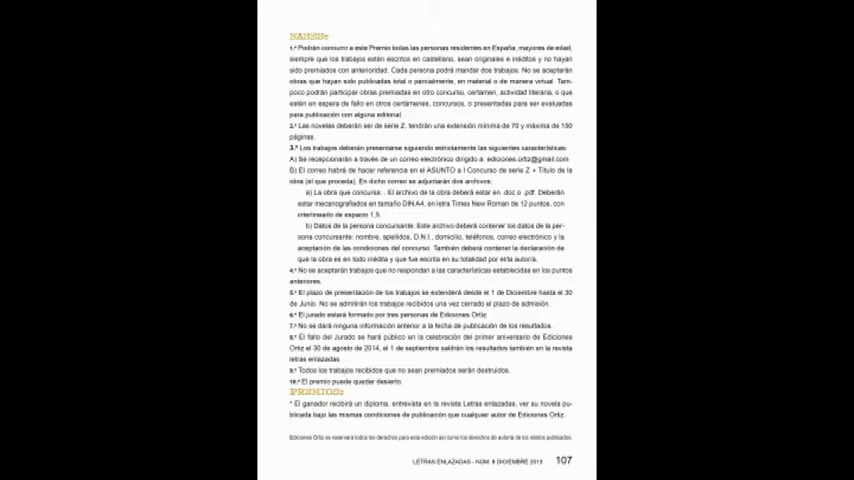 BASES:
1.ª Podrán concurrir a este Premio todas las personas residentes en España, mayores de edad,
siempre que los trabajos estén escritos en castellano, sean originales e inéditos y no hayan
sido premiados con anterioridad. Cada persona podrá mandar dos trabajos. No se aceptarán
obras que hayan sido publicadas total o parcialmente, en material o de manera virtual. Tam-
poco podrán participar obras premiadas en otro concurso, certamen, actividad literaria, o que
estén en espera de fallo en otros certámenes, concursos, o presentadas para ser evaluadas
para publicación con alguna editorial.
2.ª Las novelas deberán ser de serie Z, tendrán una extensión mínima de 70 y máxima de 150
páginas.
3.ª Los trabajos deberán presentarse siguiendo estrictamente las siguientes características:
A) Se recepcionarán a través de un correo electrónico dirigido a: ediciones.ortiz@gmail.com
B) El correo habrá de hacer referencia en el ASUNTO a I Concurso de serie Z + Título de la
obra (el que proceda). En dicho correo se adjuntarán dos archivos:
a) La obra que concursa: . El archivo de la obra deberá estar en .doc o .pdf. Deberán
estar mecanografiados en tamaño DIN A4, en letra Times New Roman de 12 puntos, con
interlineado de espacio 1,5.
b) Datos de la persona concursante: Este archivo deberá contener los datos de la per-
sona concursante: nombre, apellidos, D.N.I., domicilio, teléfonos, correo electrónico y la
aceptación de las condiciones del concurso. También deberá contener la declaración de
que la obra es en todo inédita y que fue escrita en su totalidad por el/la autor/a.
4.ª No se aceptarán trabajos que no respondan a las características establecidas en los puntos
anteriores.
5.ª El plazo de presentación de los trabajos se extenderá desde el 1 de Diciembre hasta el 30
de Junio. No se admitirán los trabajos recibidos una vez cerrado el plazo de admisión.
6.ª El jurado estará formado por tres personas de Ediciones Ortiz.
7.ª No se dará ninguna información anterior a la fecha de publicación de los resultados.
8.ª El fallo del Jurado se hará público en la celebración del primer aniversario de Ediciones
Ortiz el 30 de agosto de 2014, el 1 de septiembre saldrán los resultados también en la revista
letras enlazadas
9.ª Todos los trabajos recibidos que no sean premiados serán destruidos.
10.ª El premio puede quedar desierto.
PREMIOS:
* El ganador recibirá un diploma, entrevista en la revista Letras enlazadas, ver su novela pu-
blicada bajo las mismas condiciones de publicación que cualquier autor de Ediciones Ortiz.
Ediciones Ortiz se reservará todos los derechos para esta edición así como los derechos de autoría de los relatos publicados.
LETRAS ENLAZADAS - NÚM. 8 DICIEMBRE 2013 107